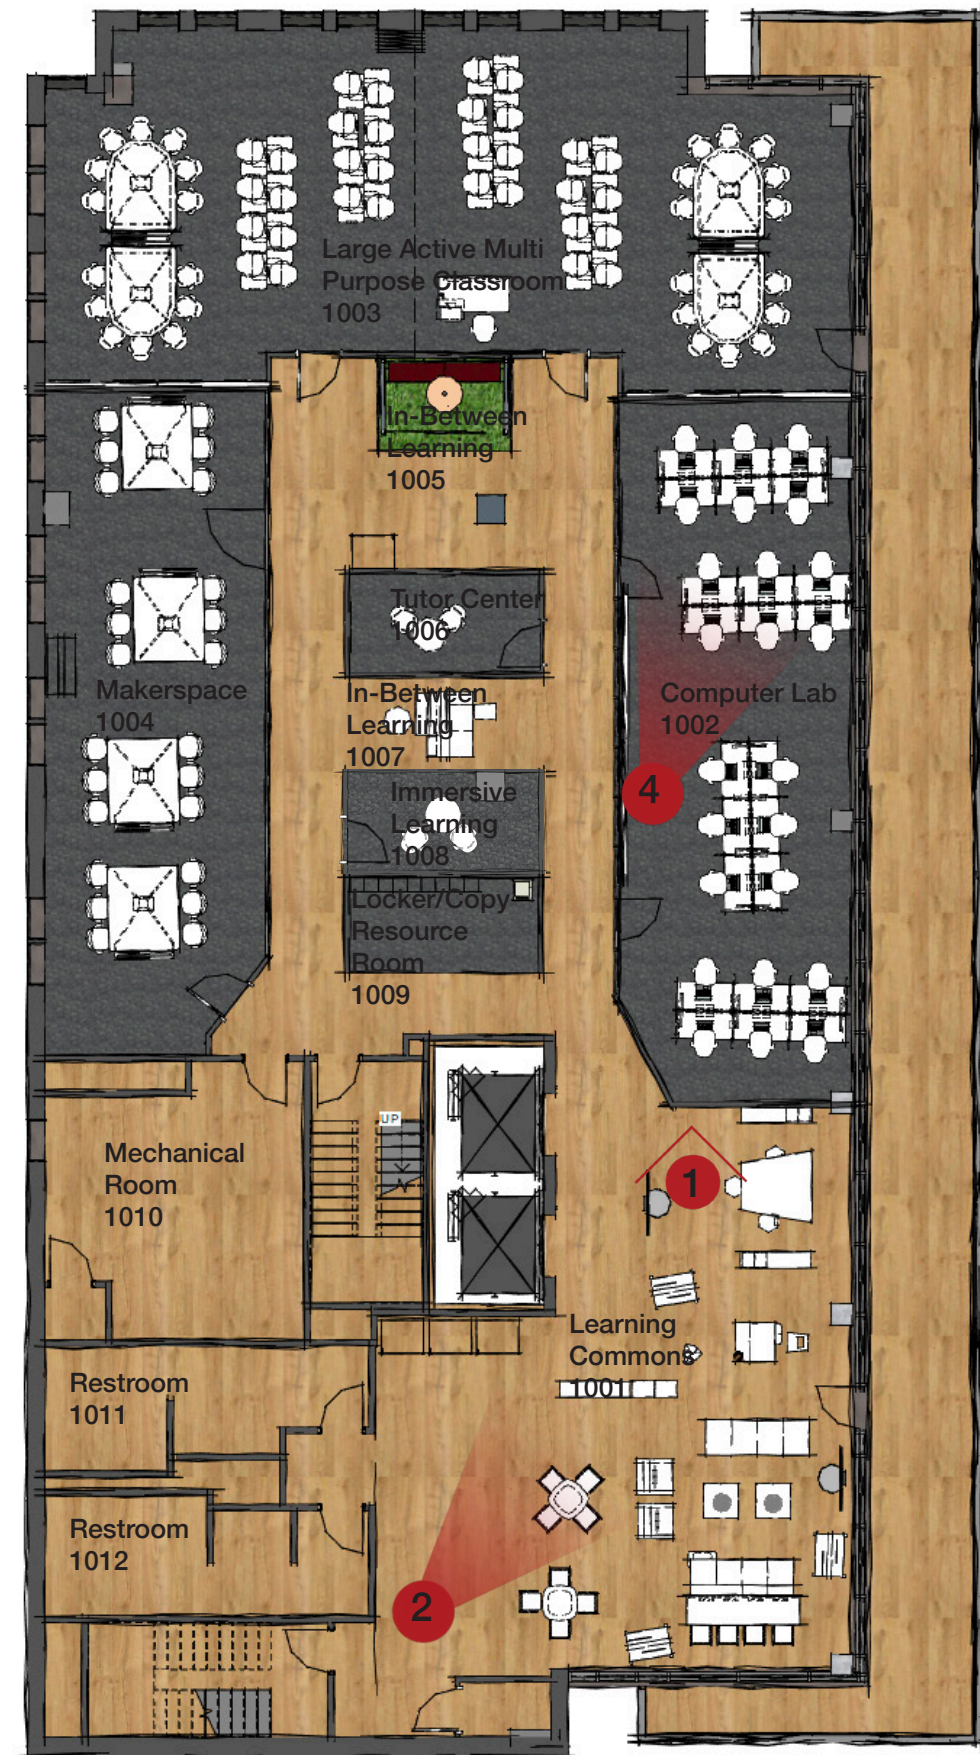 Large Active Multi
Purpose Classroom
1003
In-Between
Learning
1005
Tutor Center
1006
Makerspace
1004
In-Between
Learning
1007
Computer Lab
1002
4
Immersive
Learning
1008
Locker/Copy
Resource
Room
1009
UP
Mechanical
Room
1010
1
Learning
Commons
1001
Restroom
1011
Restroom
1012
2